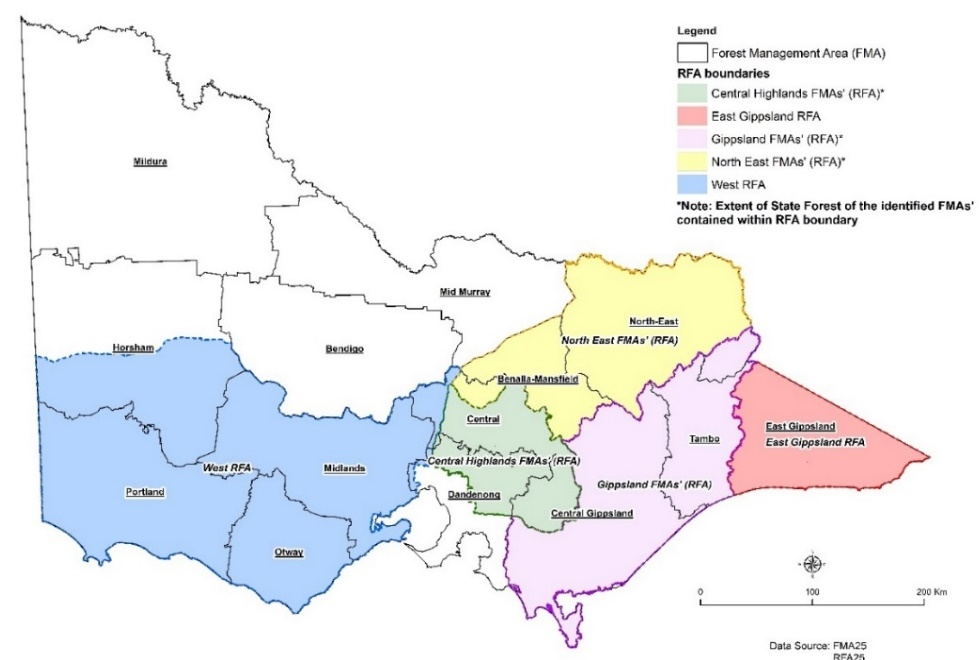 Legend
Forest Management Area (FMA)
RFA boundaries
Central Highlands FMAs' (RFA)*
East Gippsland RFA
Gippsland FMAs' (RFA)*
North East FMAs' (RFA)*
West RFA
*Note: Extent of State Forest of the identified FMAs'
contained within RFA boundary
Mildura
Mid Murray
North-East
North East FMAs' (RFA)
Horsham
Bendigo
Benalla-Mansfield
Central
East Gippsland
East Gippsland RFA
Tambo
Central Highlands FMAs' (RFA)
West RFA
Midlands
Portland
Dandenong
Gippsland FMAs' (RFA)
Central Gippsland
Otway
0 100 200 Km
Data Source: FMA25
RFA25